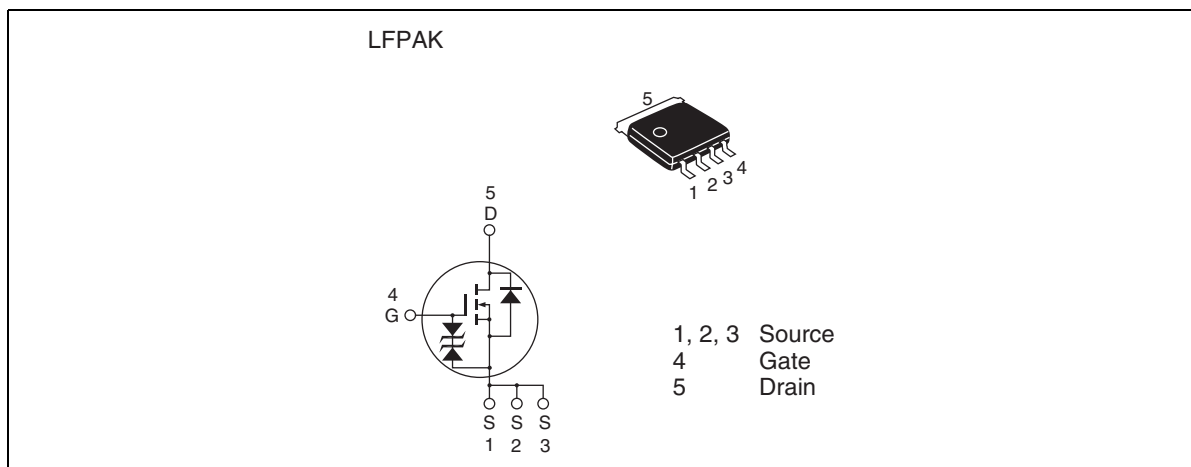 LFPAK
5
1 2 3 4
5
D
4
G
S S S
1 2 3
1, 2, 3 Source
4 Gate
5 Drain